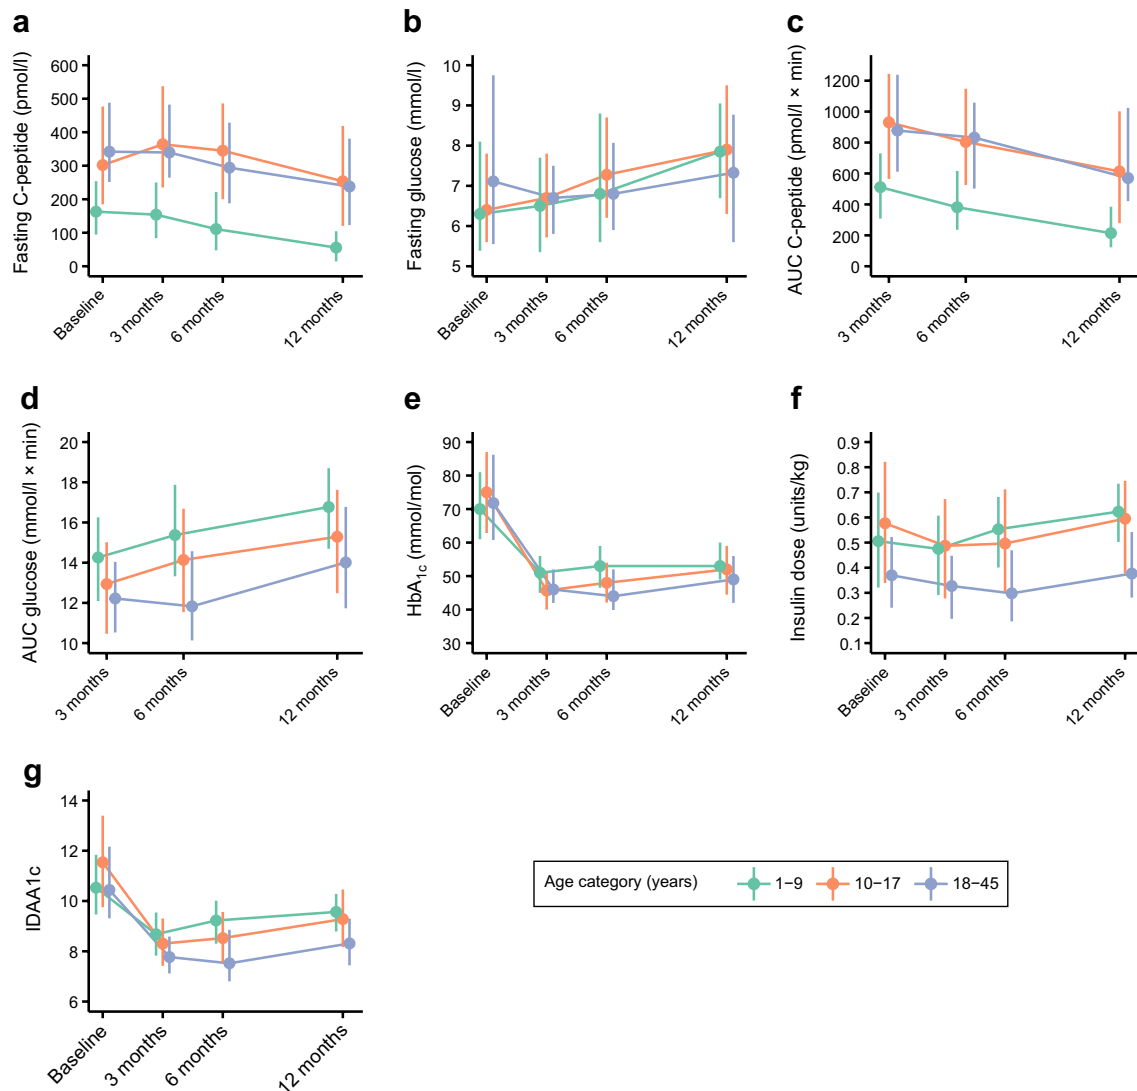 a
Fasting C-peptide (pmol/l)
600
500
400
300
200
100
0
Baseline
3 months
6 months
12 months
b
Fasting glucose (mmol/l)
10
9
8
7
6
5
Baseline
3 months
6 months
12 months
c
AUC C-peptide (pmol/l × min)
1200
1000
800
600
400
200
0
3 months
6 months
12 months
d
AUC glucose (mmol/l × min)
20
18
16
14
12
10
3 months
6 months
12 months
e
HbA1c (mmol/mol)
90
80
70
60
50
40
30
Baseline
3 months
6 months
12 months
f
Insulin dose (units/kg)
0.9
0.8
0.7
0.6
0.5
0.4
0.3
0.2
0.1
Baseline
3 months
6 months
12 months
g
IDAA1c
14
12
10
8
6
Baseline
3 months
6 months
12 months
Age category (years) 1–9 10–17 18–45